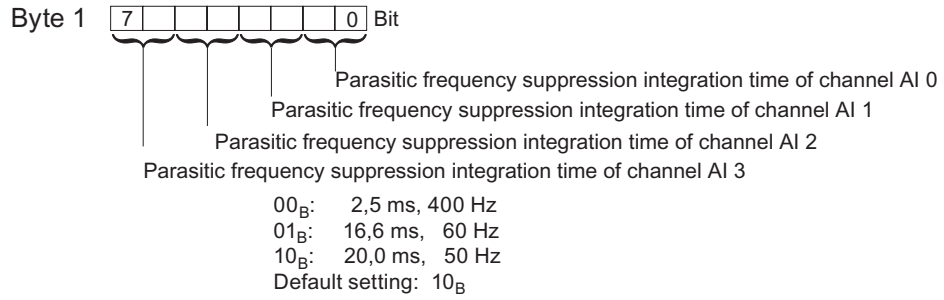 Byte 1 7 0 Bit
Parasitic frequency suppression integration time of channel AI 0
Parasitic frequency suppression integration time of channel AI 1
Parasitic frequency suppression integration time of channel AI 2
Parasitic frequency suppression integration time of channel AI 3
00B: 2,5 ms, 400 Hz
01B: 16,6 ms, 60 Hz
10B: 20,0 ms, 50 Hz
Default setting: 10B